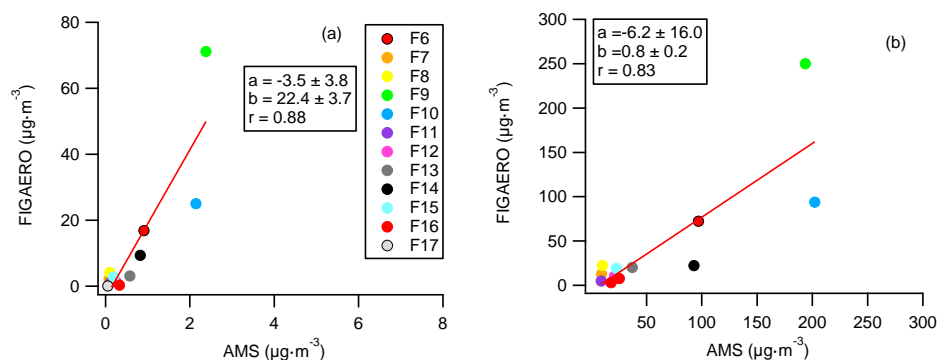 (a)
80
60
40
20
0
FIGAERO (µg·m⁻³)
0 2 4 6 8
AMS (µg·m⁻³)
a = -3.5 ± 3.8
b = 22.4 ± 3.7
r = 0.88
F6
F7
F8
F9
F10
F11
F12
F13
F14
F15
F16
F17
(b)
300
250
200
150
100
50
0
FIGAERO (µg·m⁻³)
50 100 150 200 250 300
AMS (µg·m⁻³)
a =-6.2 ± 16.0
b =0.8 ± 0.2
r = 0.83